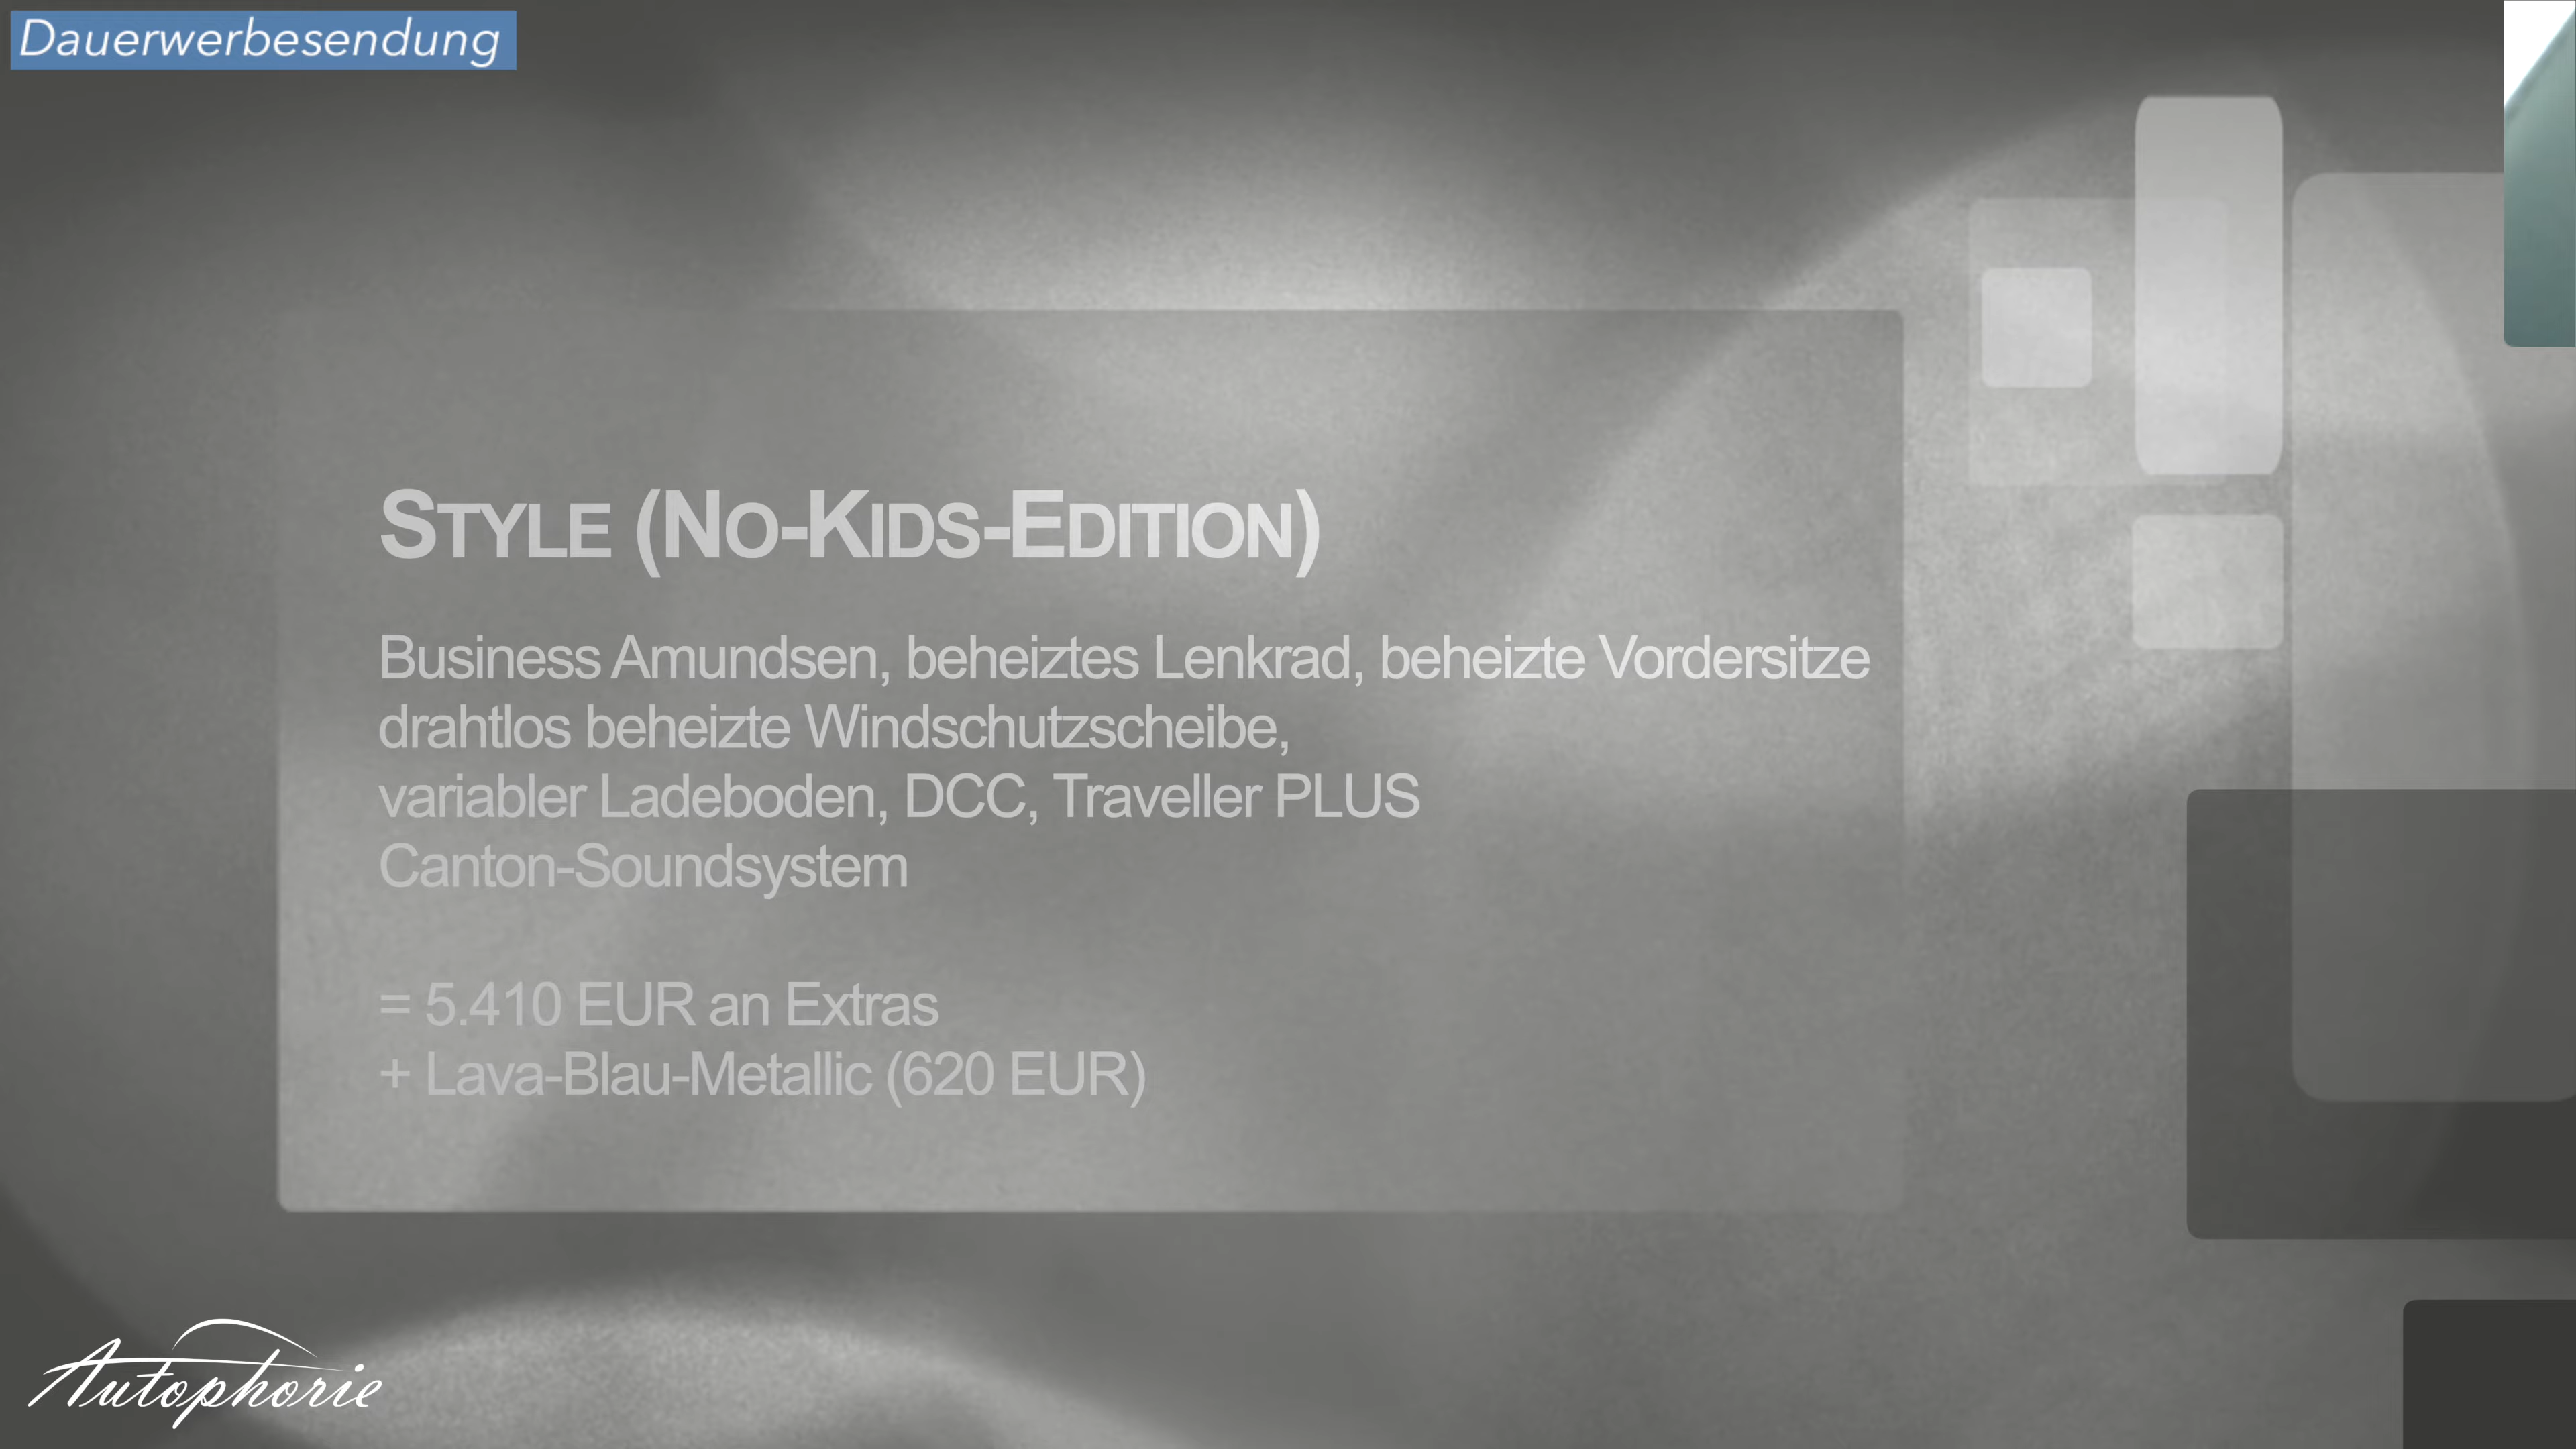 Dauerwerbesendung
STYLE (NO-KIDS-EDITION)
Business Amundsen, beheiztes Lenkrad, beheizte Vordersitze
drahtlos beheizte Windschutzscheibe,
variabler Ladeboden, DCC, Traveller PLUS
Canton-Soundsystem
= 5.410 EUR an Extras
+ Lava-Blau-Metallic (620 EUR)
Autophorie